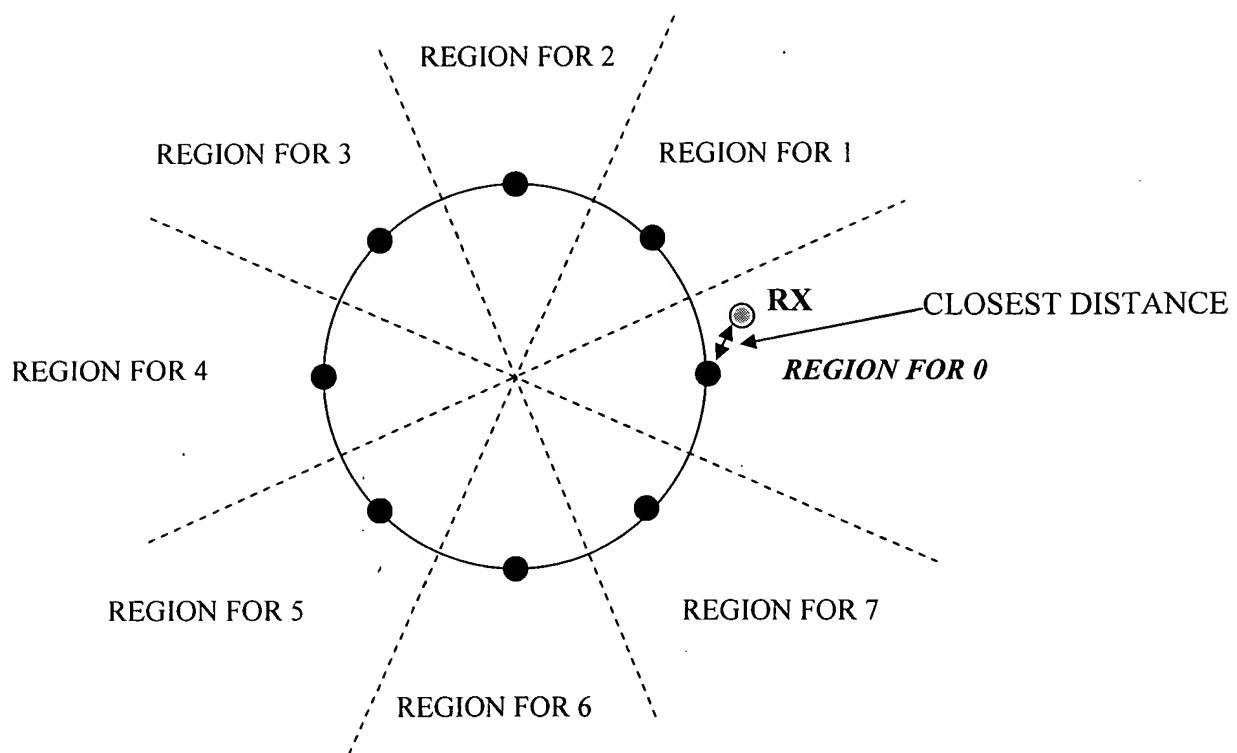 REGION FOR 2
REGION FOR 3
REGION FOR 1
RX
CLOSEST DISTANCE
REGION FOR 4
REGION FOR 0
REGION FOR 5
REGION FOR 7
REGION FOR 6